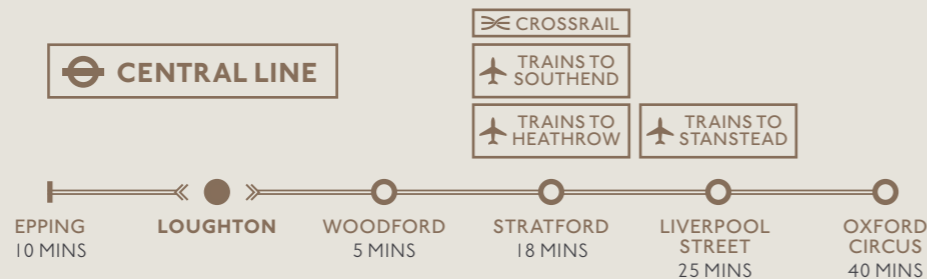 CROSSRAIL
CENTRAL LINE
TRAINS TO
SOUTHEND
TRAINS TO
HEATHROW
TRAINS TO
STANSTEAD
EPPING
10 MINS
LOUGHTON
WOODFORD
5 MINS
STRATFORD
18 MINS
LIVERPOOL
STREET
25 MINS
OXFORD
CIRCUS
40 MINS